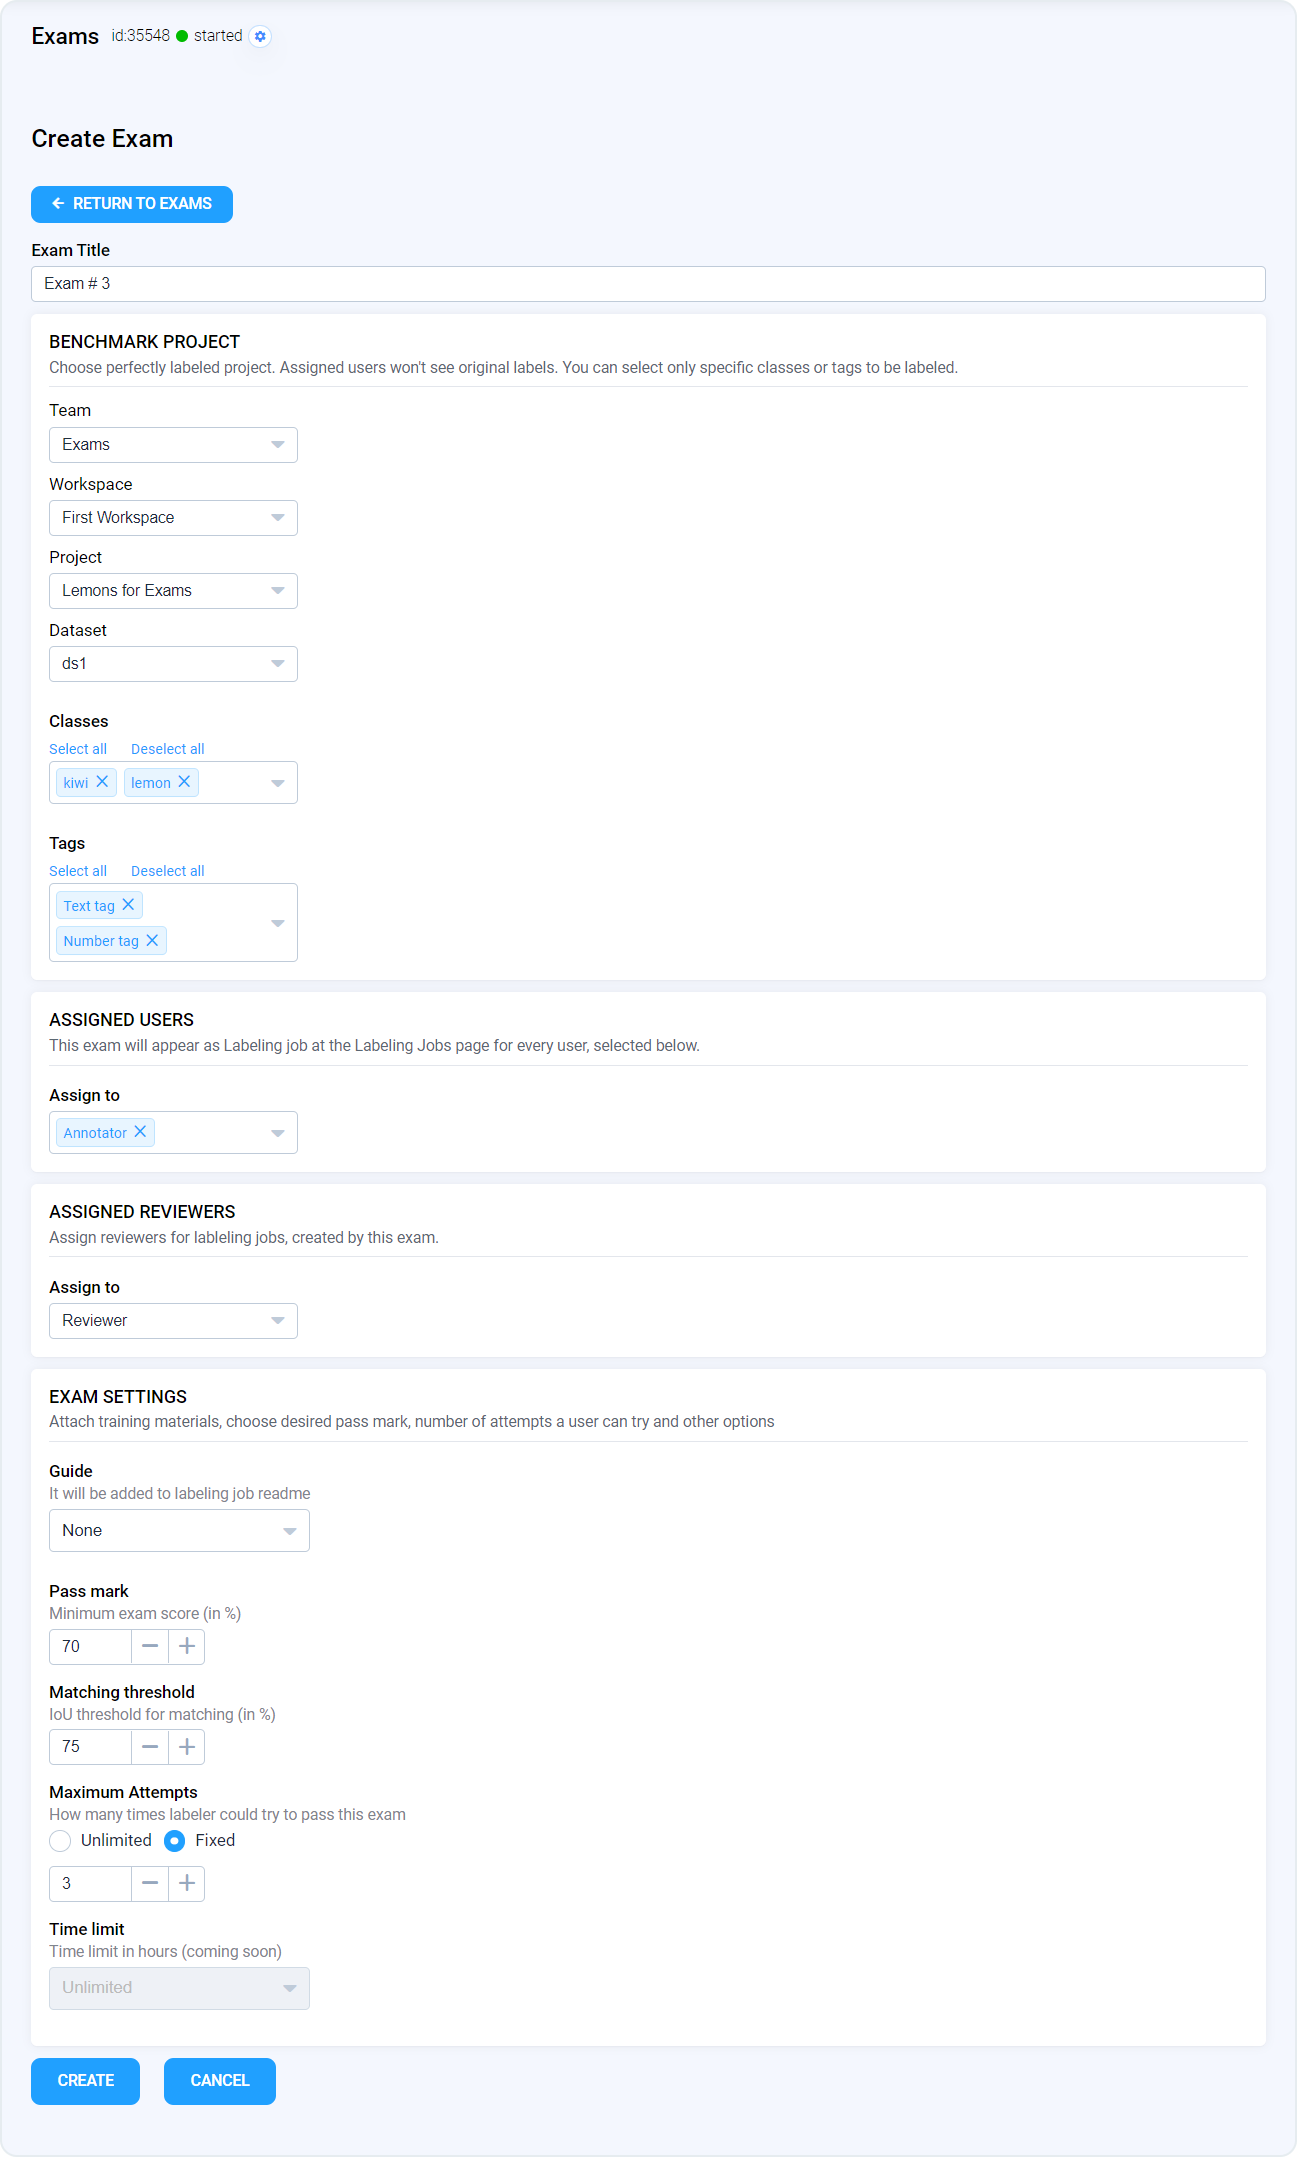 Exams id:35548 started
Create Exam
RETURN TO EXAMS
Exam Title
Exam # 3
BENCHMARK PROJECT
Choose perfectly labeled project. Assigned users won't see original labels. You can select only specific classes or tags to be labeled.
Team
Exams
Workspace
First Workspace
Project
Lemons for Exams
Dataset
ds1
Classes
Select all Deselect all
kiwi lemon
Tags
Select all Deselect all
Text tag
Number tag
ASSIGNED USERS
This exam will appear as Labeling job at the Labeling Jobs page for every user, selected below.
Assign to
Annotator
ASSIGNED REVIEWERS
Assign reviewers for lableling jobs, created by this exam.
Assign to
Reviewer
EXAM SETTINGS
Attach training materials, choose desired pass mark, number of attempts a user can try and other options
Guide
It will be added to labeling job readme
None
Pass mark
Minimum exam score (in %)
70
Matching threshold
IoU threshold for matching (in %)
75
Maximum Attempts
How many times labeler could try to pass this exam
Unlimited Fixed
3
Time limit
Time limit in hours (coming soon)
Unlimited
CREATE CANCEL